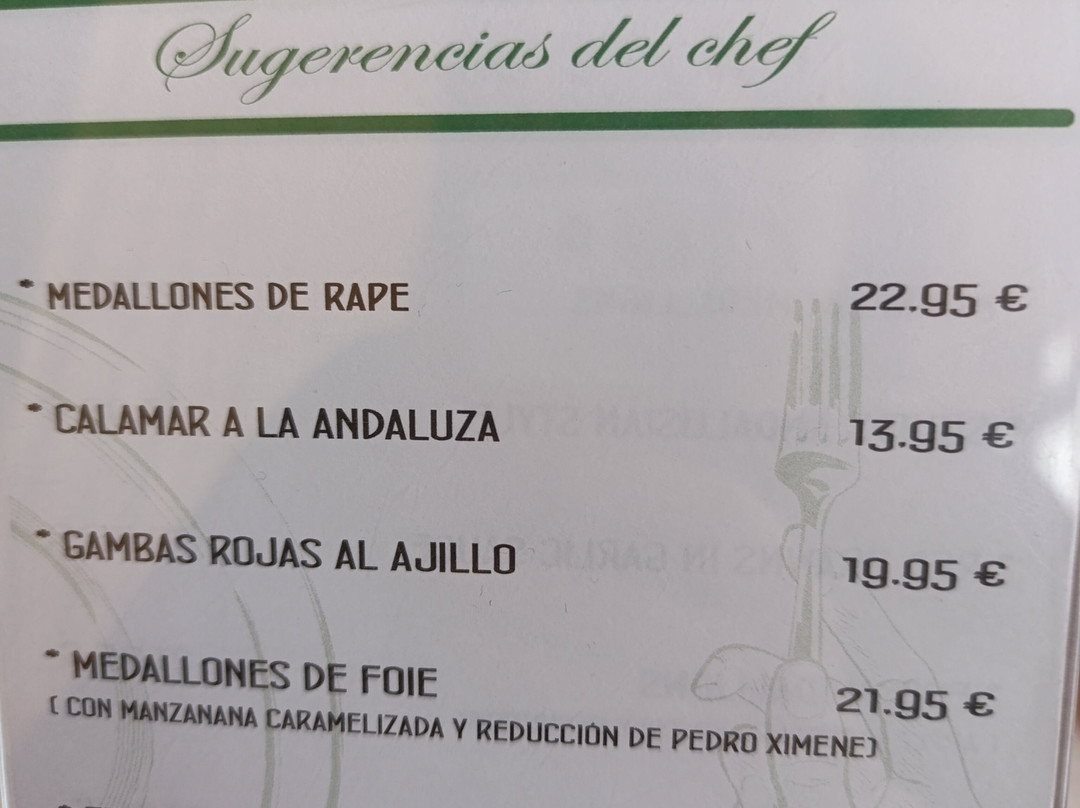 Sugerencias del chef
* MEDALLONES DE RAPE 22.95 €
* CALAMAR A LA ANDALUZA 13.95 €
* GAMBAS ROJAS AL AJILLO 19.95 €
* MEDALLONES DE FOIE 21.95 €
( CON MANZANANA CARAMELIZADA Y REDUCCIÓN DE PEDRO XIMENE)